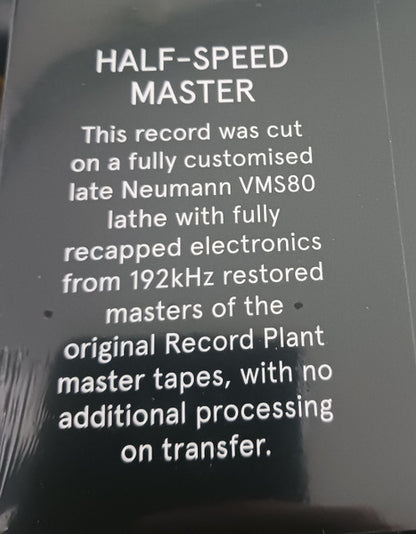 HALF-SPEED
MASTER
This record was cut
on a fully customised
late Neumann VMS80
lathe with fully
recapped electronics
from 192kHz restored
masters of the
original Record Plant
master tapes, with no
additional processing
on transfer.